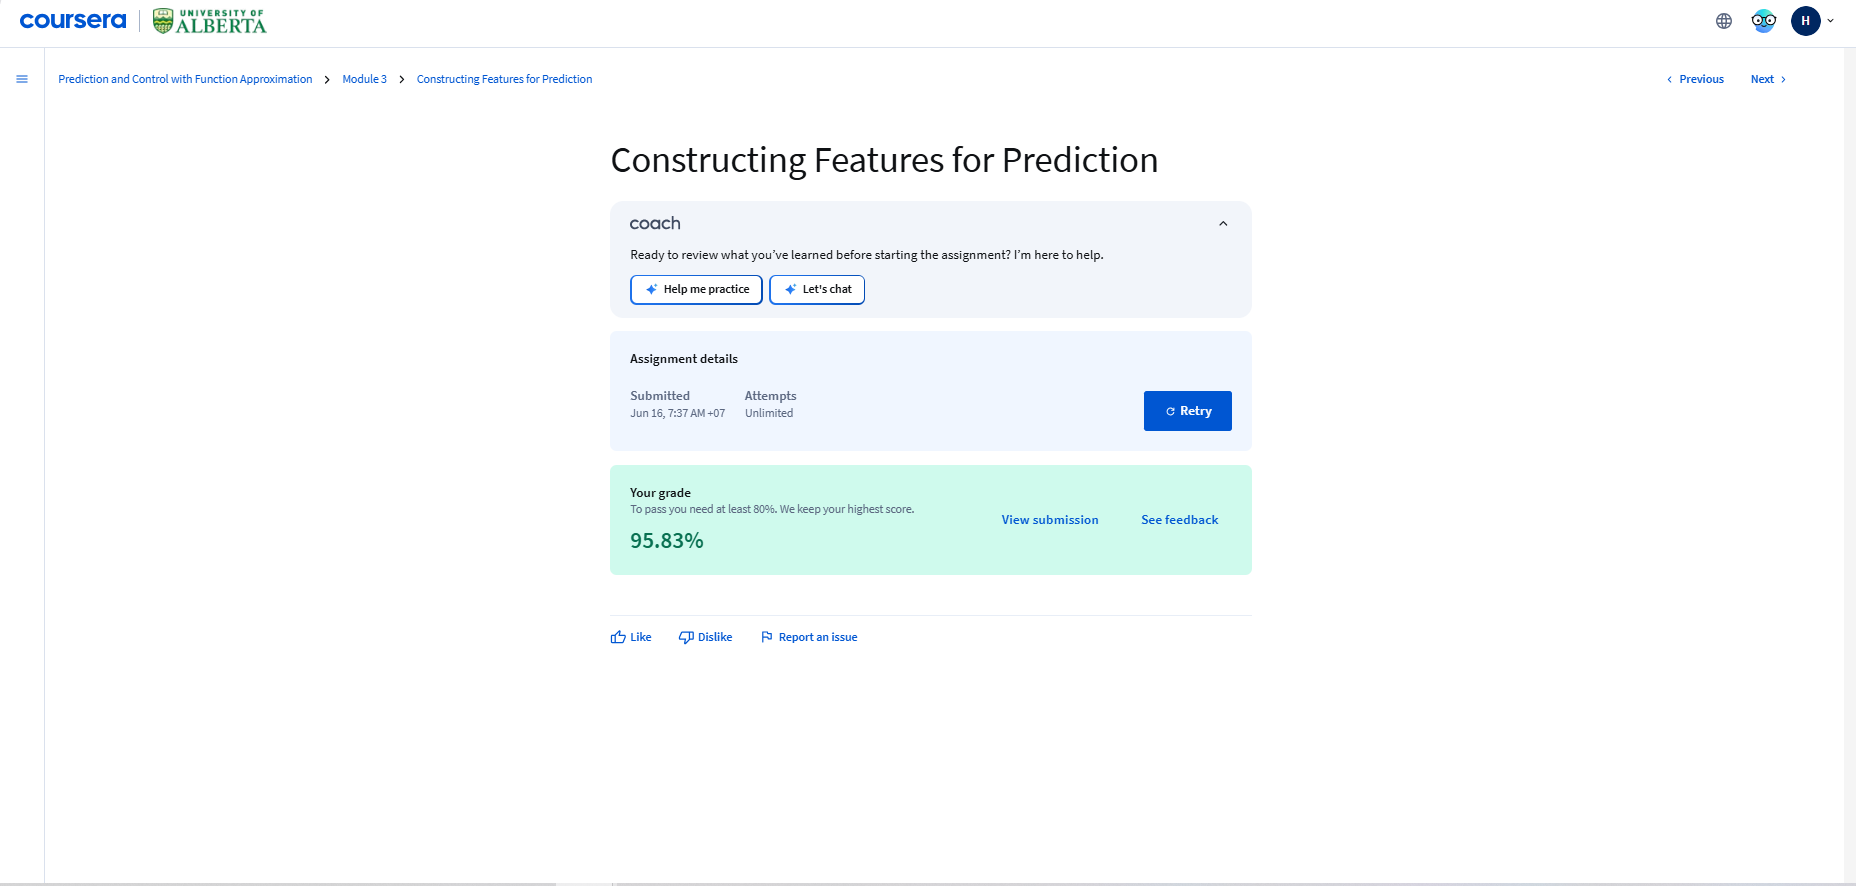 coursera
UNIVERSITY OF
ALBERTA
H
Prediction and Control with Function Approximation > Module 3 > Constructing Features for Prediction
Previous
Next
Constructing Features for Prediction
coach
Ready to review what you've learned before starting the assignment? I'm here to help.
Help me practice
Let's chat
Assignment details
Submitted
Jun 16, 7:37 AM +07
Attempts
Unlimited
Retry
Your grade
To pass you need at least 80%. We keep your highest score.
95.83%
View submission
See feedback
Like
Dislike
Report an issue